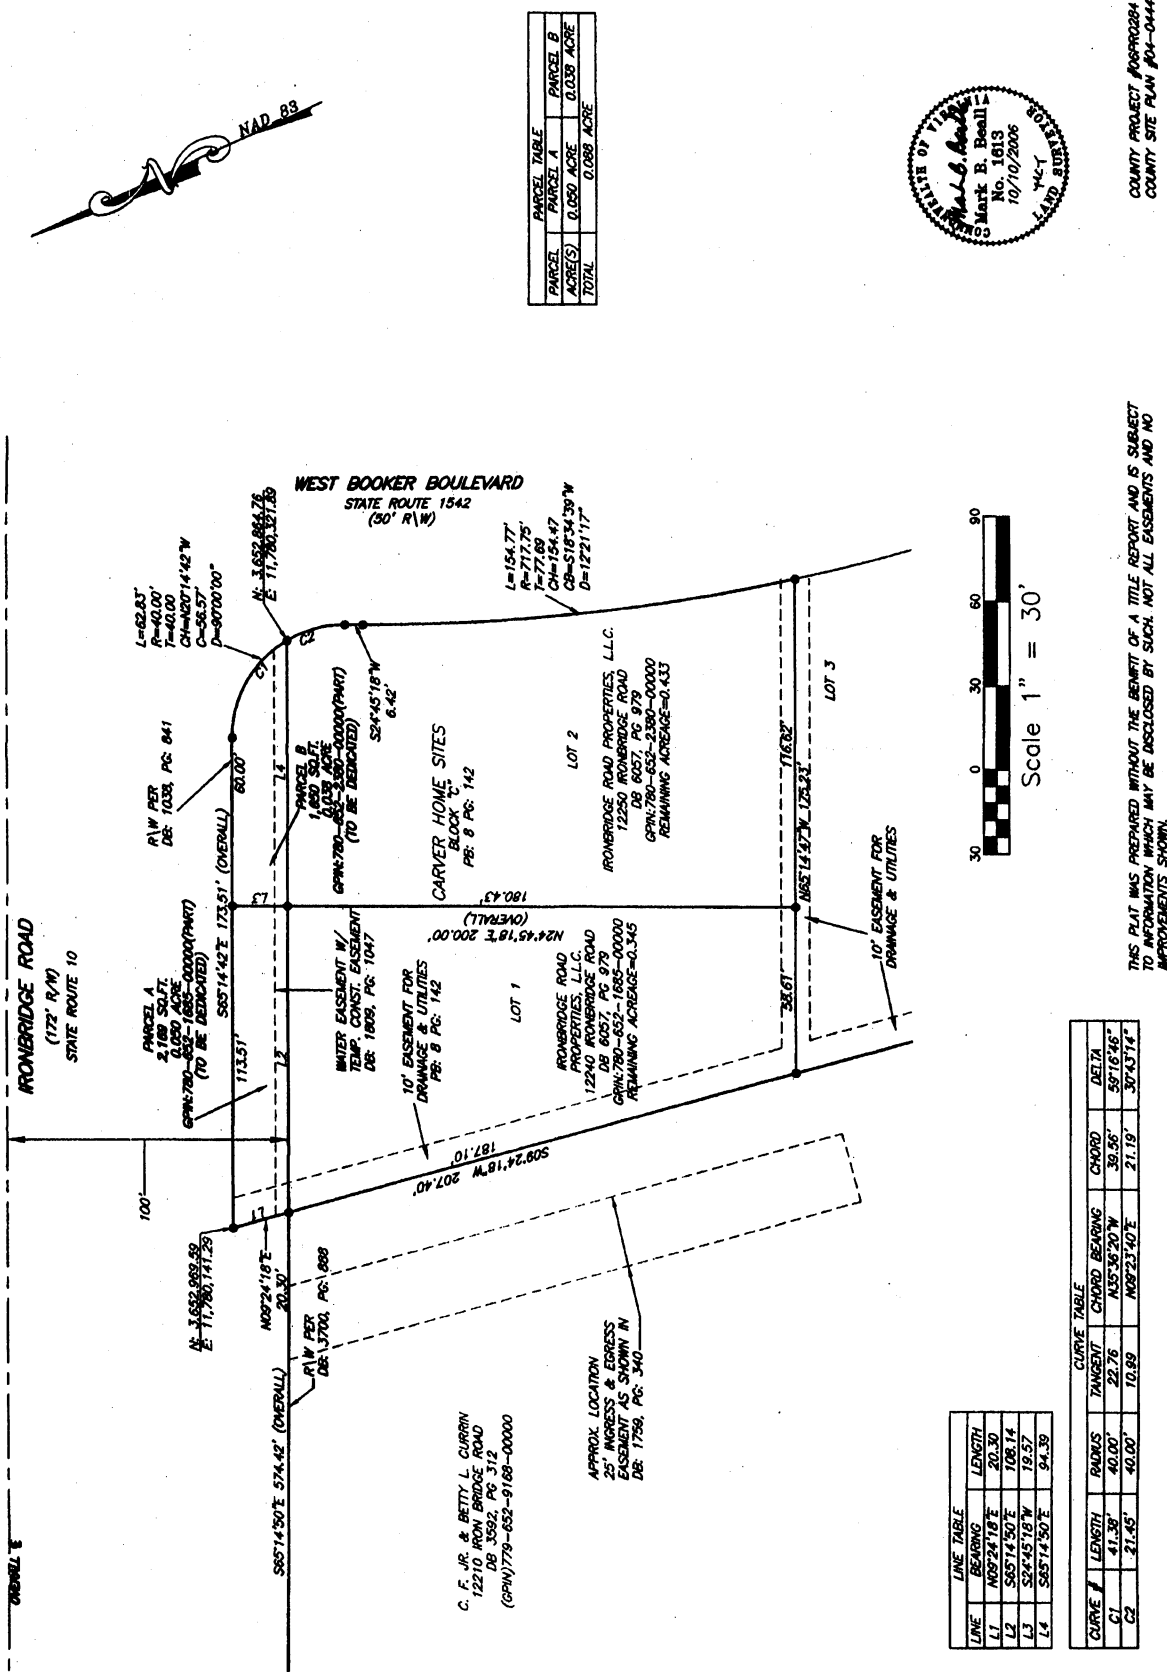 OVERALL
IRONBRIDGE ROAD
(172' R/W)
STATE ROUTE 10
100'
R\W PER
DB: 1038, PG: 841
L=62.83'
R=40.00'
T=40.00
CH=N20°14'42"W
C=56.57'
D=90°00'00"
NAD 83
PARCEL A
2,189 SQ.FT.
0.050 ACRE
GPIN:780-652-1685-00000(PART)
(TO BE DEDICATED)
S65°14'42"E 173.51' (OVERALL)
113.51'
60.00'
C1
N: 3,652,864.76
E: 11,780,321.89
N: 3,652,969.59
E: 11,780,141.29
L1
L2
L3
L4
C2
N09°24'18"E
20.30'
S65°14'50"E 574.42' (OVERALL)
R\W PER
DB: 3700, PG: 888
PARCEL B
1,650 SQ.FT.
0.038 ACRE
GPIN:780-652-2380-00000(PART)
(TO BE DEDICATED)
WEST BOOKER BOULEVARD
STATE ROUTE 1542
(50' R\W)
S24°45'18"W
6.42'
WATER EASEMENT W/
TEMP. CONST. EASEMENT
DB: 1809, PG: 1047
10' EASEMENT FOR
DRAINAGE & UTILITIES
PB: 8 PG: 142
CARVER HOME SITES
BLOCK "C"
PB: 8 PG: 142
N24°45'18"E 200.00'
(OVERALL)
180.43'
S09°24'18"W 207.40'
187.10'
L=154.77'
R=717.75'
T=77.69
CH=154.47
CB=S18°34'39"W
D=12°21'17"
C. F. JR. & BETTY L. CURRIN
12210 IRON BRIDGE ROAD
DB 3592, PG 312
(GPIN)779-652-9168-00000
LOT 1
IRONBRIDGE ROAD
PROPERTIES, L.L.C.
12240 IRONBRIDGE ROAD
DB 6057, PG 979
GPIN:780-652-1685-00000
REMAINING ACREAGE=0.345
LOT 2
IRONBRIDGE ROAD PROPERTIES, L.L.C.
12250 IRONBRIDGE ROAD
DB 6057, PG 979
GPIN:780-652-2380-00000
REMAINING ACREAGE=0.433
APPROX. LOCATION
25' INGRESS & EGRESS
EASEMENT AS SHOWN IN
DB: 1759, PG: 340
58.61'
116.62'
N65°14'47"W 175.23'
LOT 3
10' EASEMENT FOR
DRAINAGE & UTILITIES
PARCEL TABLE
PARCEL PARCEL A PARCEL B
ACRE(S) 0.050 ACRE 0.038 ACRE
TOTAL 0.088 ACRE
COMMONWEALTH OF VIRGINIA
Mark B. Beall
Mark B. Beall
No. 1613
10/10/2006
LAND SURVEYOR
30 0 30 60 90
Scale 1" = 30'
LINE TABLE
LINE BEARING LENGTH
L1 N09°24'18"E 20.30
L2 S65°14'50"E 108.14
L3 S24°45'18"W 19.57
L4 S65°14'50"E 94.39
CURVE TABLE
CURVE # LENGTH RADIUS TANGENT CHORD BEARING CHORD DELTA
C1 41.38' 40.00' 22.76 N35°36'20"W 39.56' 59°16'46"
C2 21.45' 40.00' 10.99 N09°23'40"E 21.19' 30°43'14"
THIS PLAT WAS PREPARED WITHOUT THE BENEFIT OF A TITLE REPORT AND IS SUBJECT
TO INFORMATION WHICH MAY BE DISCLOSED BY SUCH. NOT ALL EASEMENTS AND NO
IMPROVEMENTS SHOWN.
COUNTY PROJECT #06PR0284
COUNTY SITE PLAN #04-0444